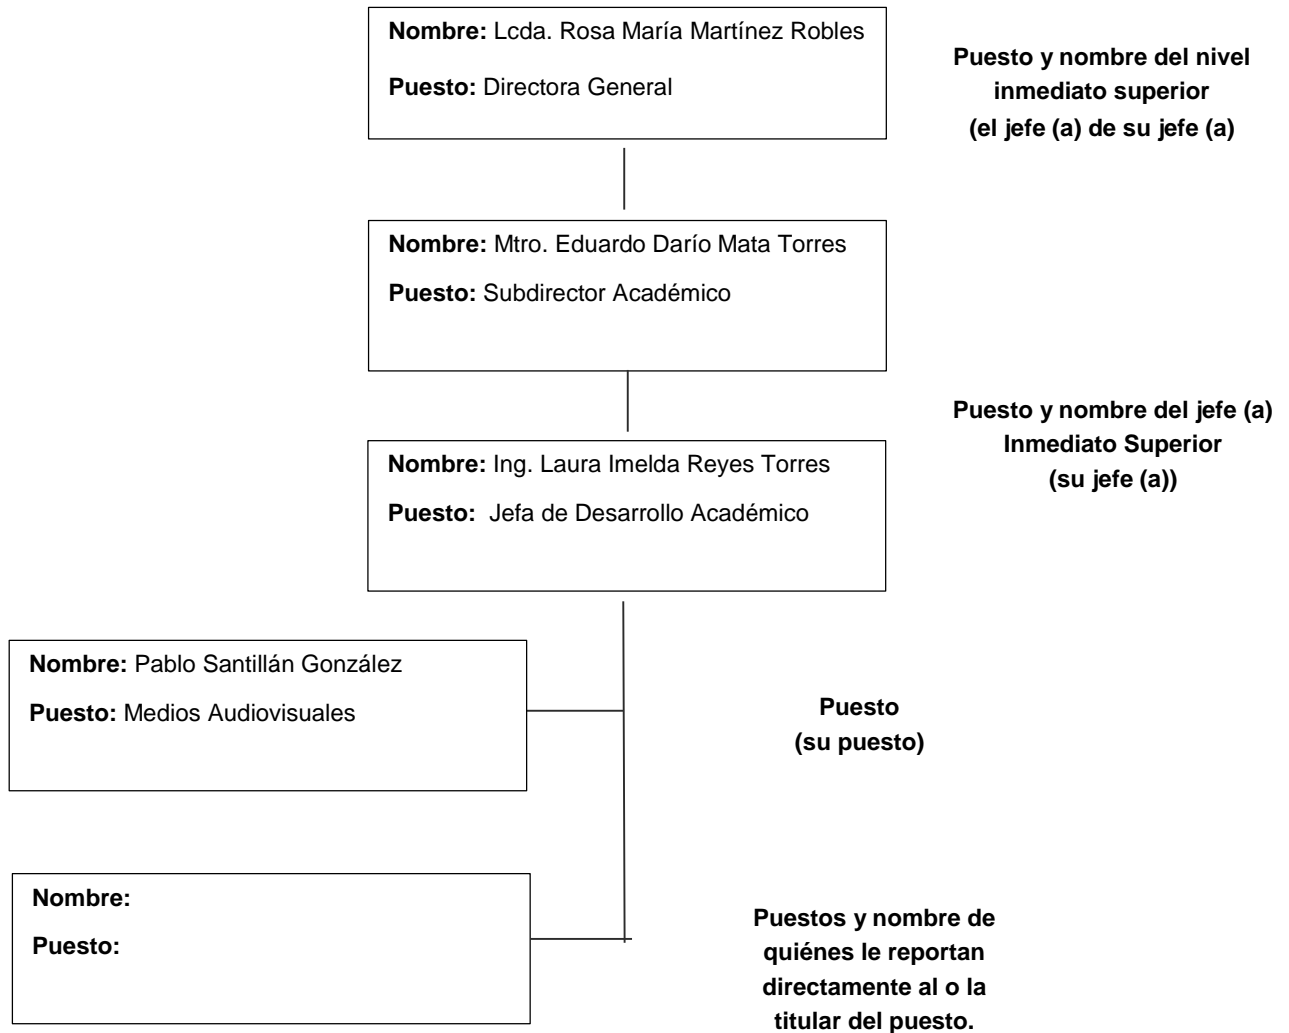 Nombre: Lcda. Rosa María Martínez Robles
Puesto: Directora General
Puesto y nombre del nivel
inmediato superior
(el jefe (a) de su jefe (a)
Nombre: Mtro. Eduardo Darío Mata Torres
Puesto: Subdirector Académico
Puesto y nombre del jefe (a)
Inmediato Superior
(su jefe (a))
Nombre: Ing. Laura Imelda Reyes Torres
Puesto: Jefa de Desarrollo Académico
Nombre: Pablo Santillán González
Puesto: Medios Audiovisuales
Puesto
(su puesto)
Nombre:
Puesto:
Puestos y nombre de
quiénes le reportan
directamente al o la
titular del puesto.